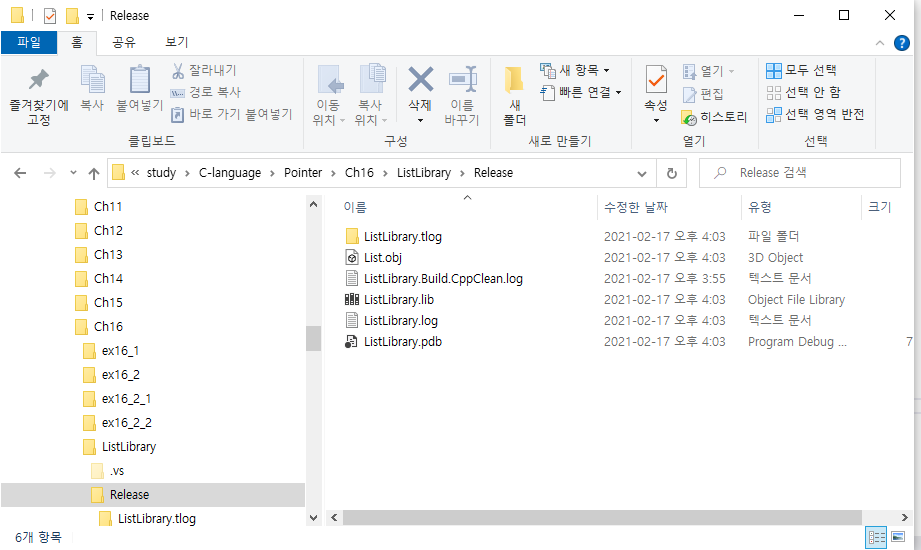 Release
파일 홈 공유 보기
즐겨찾기에
고정
복사
붙여넣기
잘라내기
경로 복사
바로 가기 붙여넣기
클립보드
이동
위치
복사
위치
삭제
이름
바꾸기
구성
새
폴더
새 항목
빠른 연결
새로 만들기
속성
열기
편집
히스토리
열기
모두 선택
선택 안 함
선택 영역 반전
선택
« study > C-language > Pointer > Ch16 > ListLibrary > Release
Release 검색
Ch11
Ch12
Ch13
Ch14
Ch15
Ch16
ex16_1
ex16_2
ex16_2_1
ex16_2_2
ListLibrary
.vs
Release
ListLibrary.tlog
이름 수정한 날짜 유형 크기
ListLibrary.tlog 2021-02-17 오후 4:03 파일 폴더
List.obj 2021-02-17 오후 4:03 3D Object
ListLibrary.Build.CppClean.log 2021-02-17 오후 3:55 텍스트 문서
ListLibrary.lib 2021-02-17 오후 4:03 Object File Library
ListLibrary.log 2021-02-17 오후 4:03 텍스트 문서
ListLibrary.pdb 2021-02-17 오후 4:03 Program Debug ... 7
6개 항목